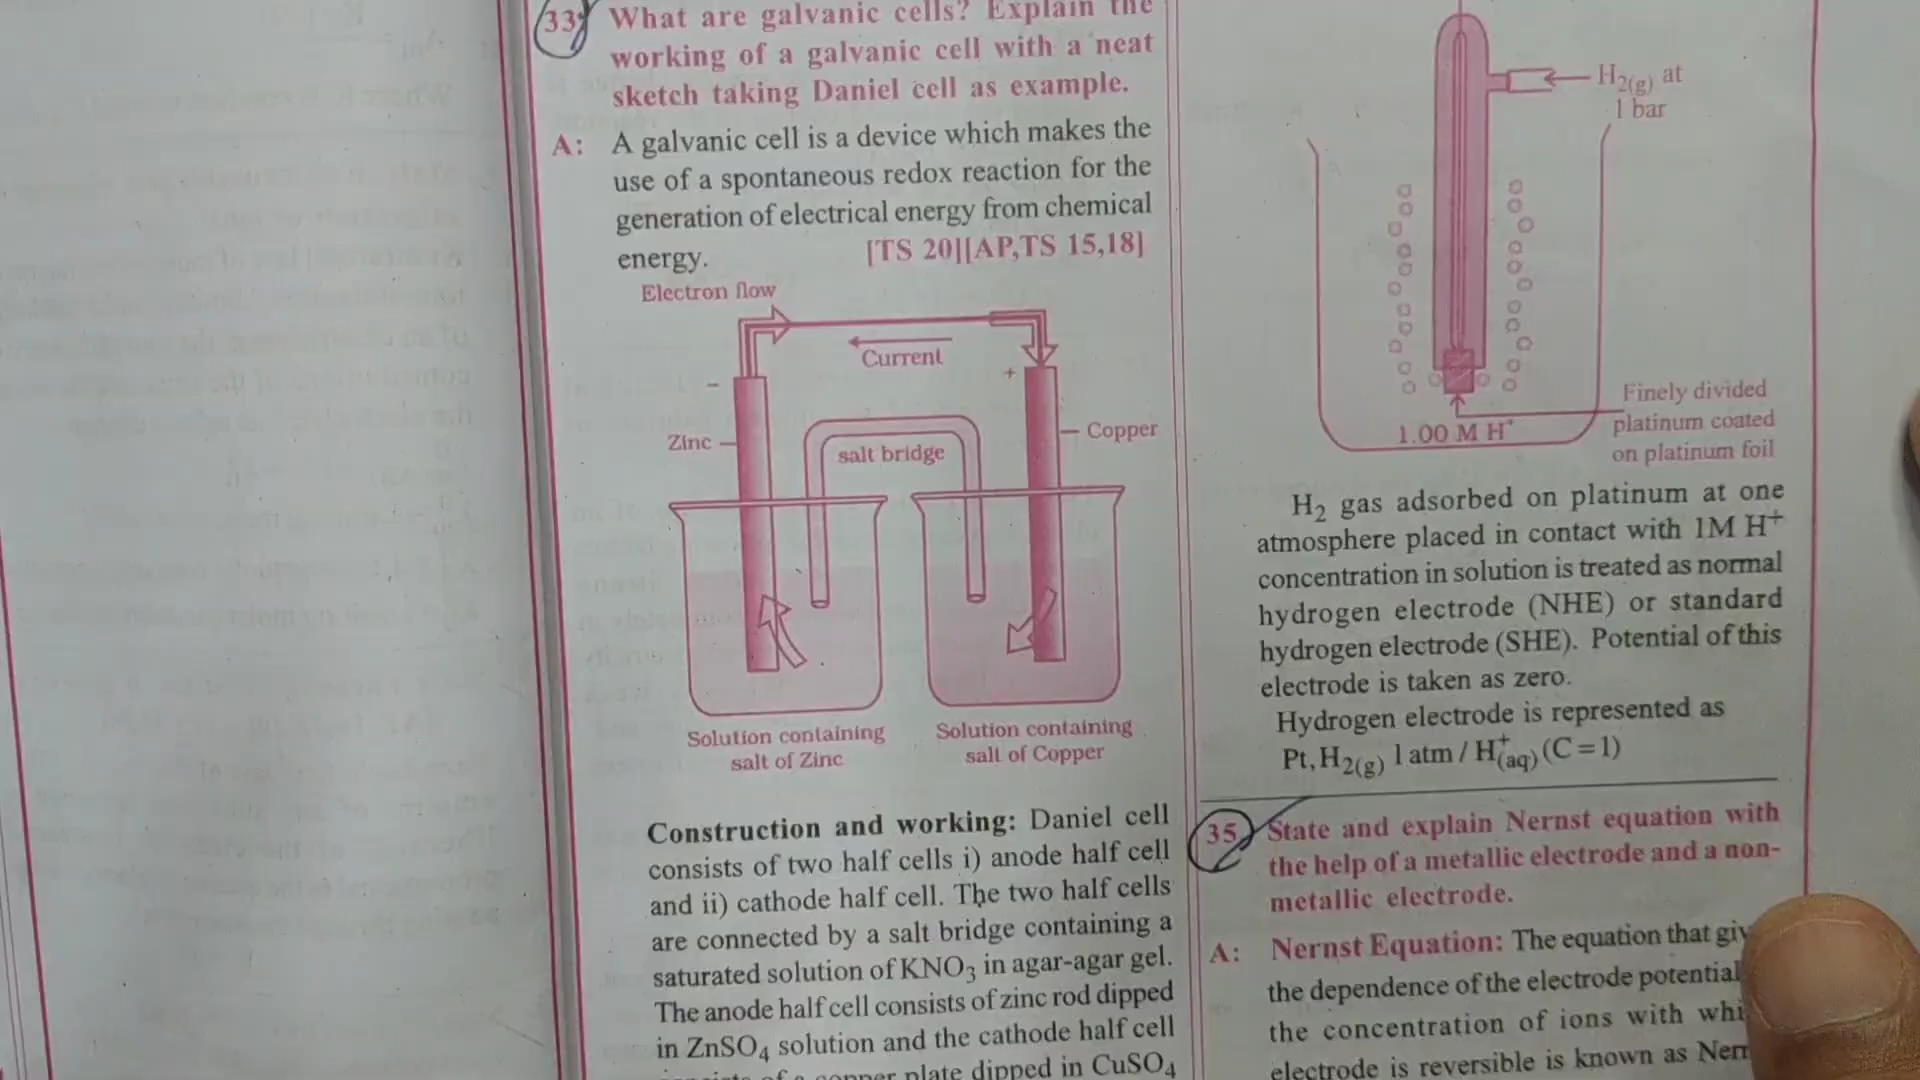 33) What are galvanic cells? Explain the
working of a galvanic cell with a neat
sketch taking Daniel cell as example.
A: A galvanic cell is a device which makes the
use of a spontaneous redox reaction for the
generation of electrical energy from chemical
energy. [TS 20][AP,TS 15,18]
Electron flow
Current
-
+
Zinc
Copper
salt bridge
Solution containing
salt of Zinc
Solution containing
salt of Copper
Construction and working: Daniel cell
consists of two half cells i) anode half cell
and ii) cathode half cell. The two half cells
are connected by a salt bridge containing a
saturated solution of KNO₃ in agar-agar gel.
The anode half cell consists of zinc rod dipped
in ZnSO₄ solution and the cathode half cell
copper plate dipped in CuSO₄
H₂(g) at
1 bar
Finely divided
platinum coated
on platinum foil
1.00 M H⁺
H₂ gas adsorbed on platinum at one
atmosphere placed in contact with 1M H⁺
concentration in solution is treated as normal
hydrogen electrode (NHE) or standard
hydrogen electrode (SHE). Potential of this
electrode is taken as zero.
Hydrogen electrode is represented as
Pt, H₂(g) 1 atm / H⁺(aq) (C = 1)
35. State and explain Nernst equation with
the help of a metallic electrode and a non-
metallic electrode.
A: Nernst Equation: The equation that giv
the dependence of the electrode potential
the concentration of ions with whi
electrode is reversible is known as Nern